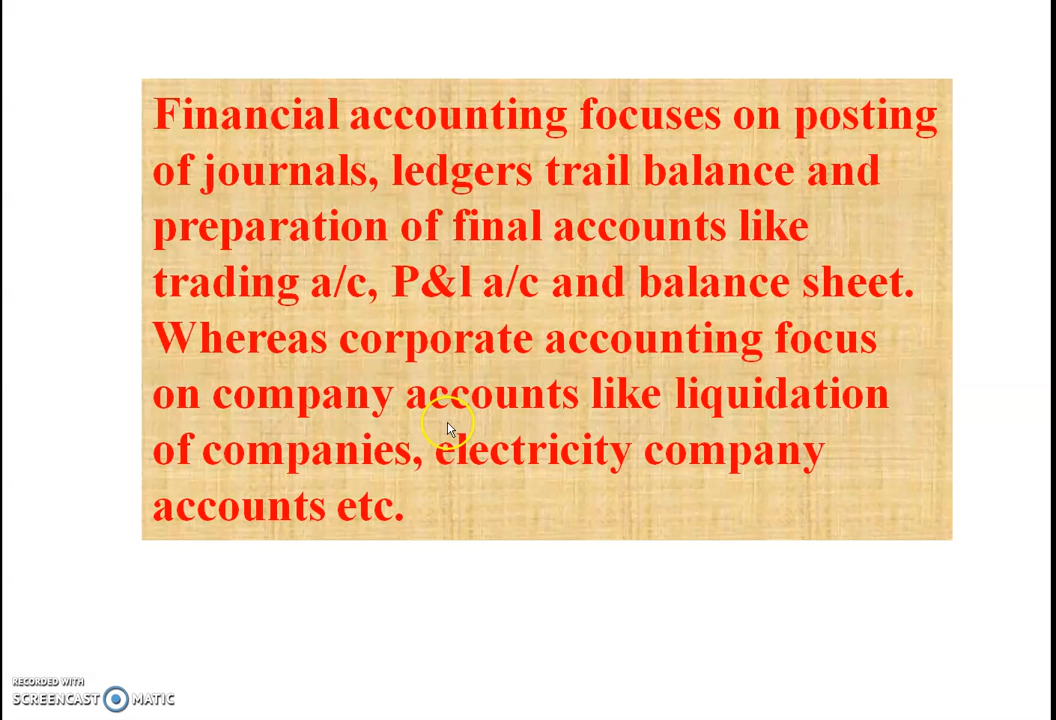 Financial accounting focuses on posting
of journals, ledgers trail balance and
preparation of final accounts like
trading a/c, P&l a/c and balance sheet.
Whereas corporate accounting focus
on company accounts like liquidation
of companies, electricity company
accounts etc.
RECORDED WITH
SCREENCAST MATIC